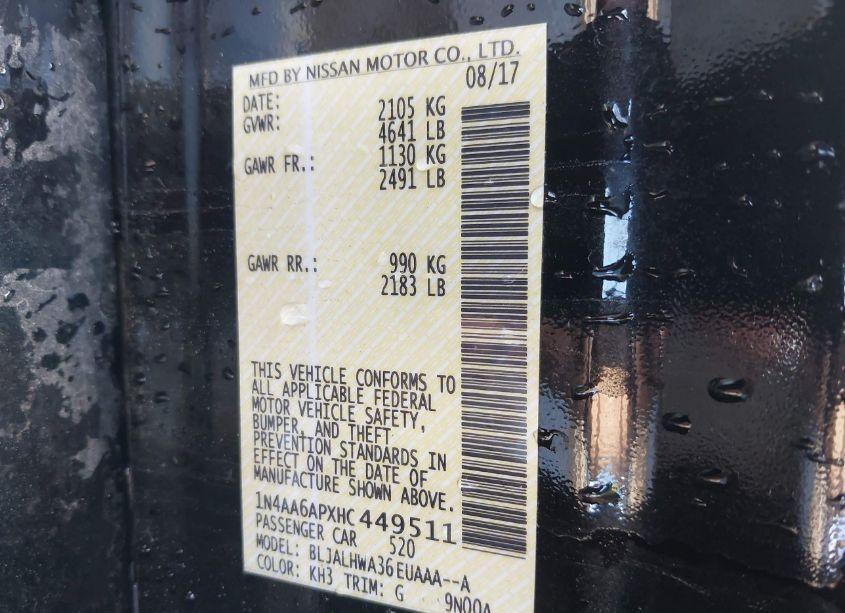 MFD BY NISSAN MOTOR CO., LTD.
DATE: 08/17
GVWR: 2105 KG
4641 LB
GAWR FR.: 1130 KG
2491 LB
GAWR RR.: 990 KG
2183 LB
THIS VEHICLE CONFORMS TO
ALL APPLICABLE FEDERAL
MOTOR VEHICLE SAFETY,
BUMPER, AND THEFT
PREVENTION STANDARDS IN
EFFECT ON THE DATE OF
MANUFACTURE SHOWN ABOVE.
1N4AA6APXHC449511
PASSENGER CAR 520
MODEL: BLJALHWA36EUAAA--A
COLOR: KH3 TRIM: G 9N00A